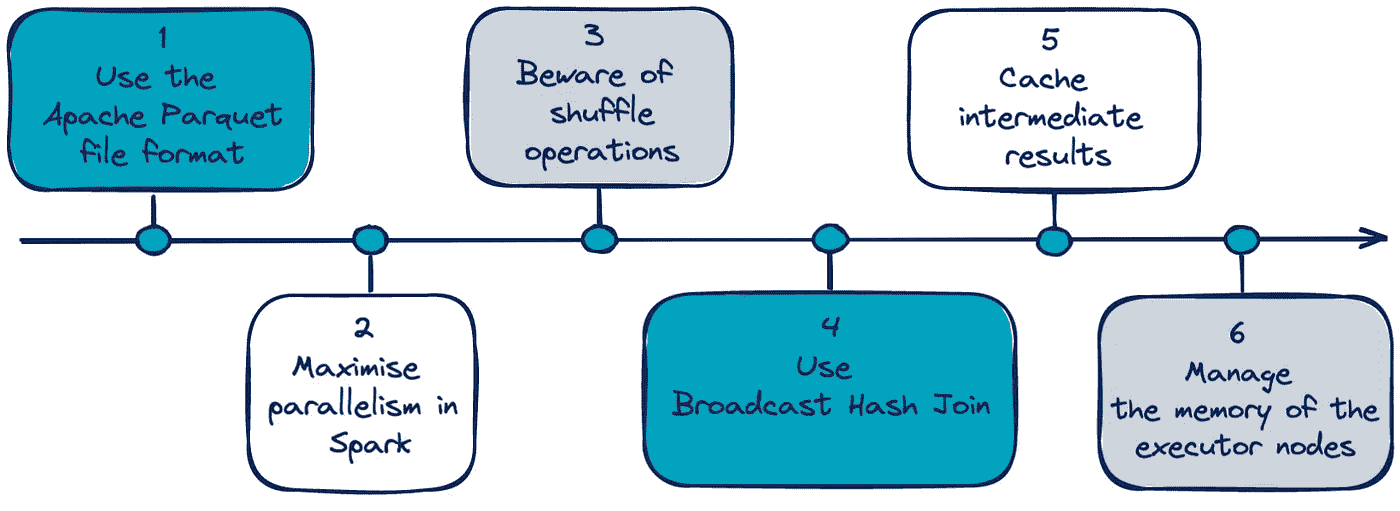 1
Use the
Apache Parquet
file format
2
Maximise
parallelism in
Spark
3
Beware of
shuffle
operations
4
Use
Broadcast Hash Join
5
Cache
intermediate
results
6
Manage
the memory of the
executor nodes